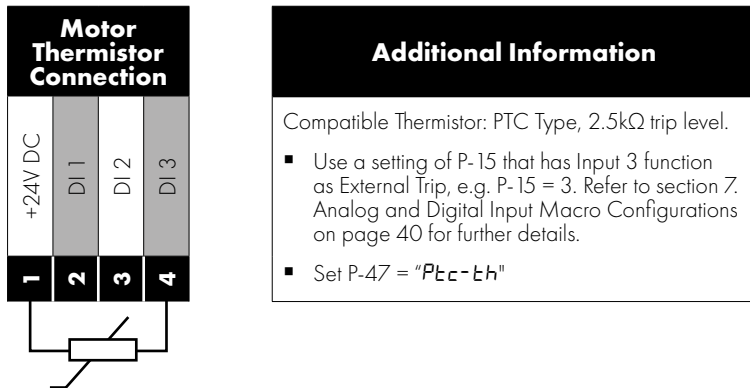 Motor
Thermistor
Connection
+24V DC
DI 1
DI 2
DI 3
1
2
3
4
Additional Information
Compatible Thermistor: PTC Type, 2.5kΩ trip level.
▪ Use a setting of P-15 that has Input 3 function
as External Trip, e.g. P-15 = 3. Refer to section 7.
Analog and Digital Input Macro Configurations
on page 40 for further details.
▪ Set P-47 = “Ptc-th"